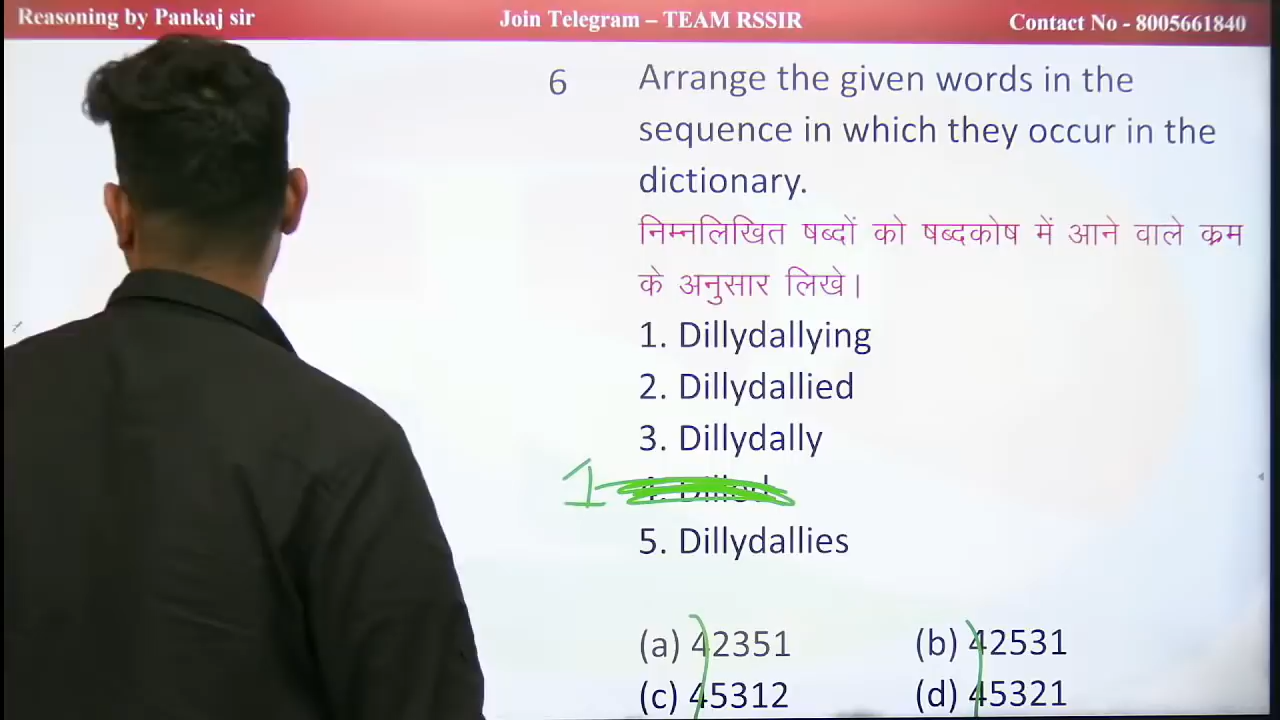 Reasoning by Pankaj sir
Join Telegram – TEAM RSSIR
Contact No - 8005661840
6
Arrange the given words in the
sequence in which they occur in the
dictionary.
निम्नलिखित षब्दों को षब्दकोष में आने वाले क्रम
के अनुसार लिखे।
1. Dillydallying
2. Dillydallied
3. Dillydally
1
5. Dillydallies
(a) 42351
(b) 42531
(c) 45312
(d) 45321